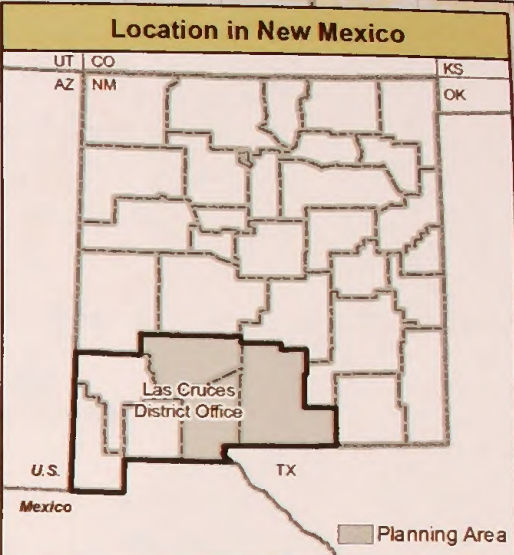 Location in New Mexico
UT CO
KS
AZ NM
OK
Las Cruces
District Office
U.S.
TX
Mexico
Planning Area